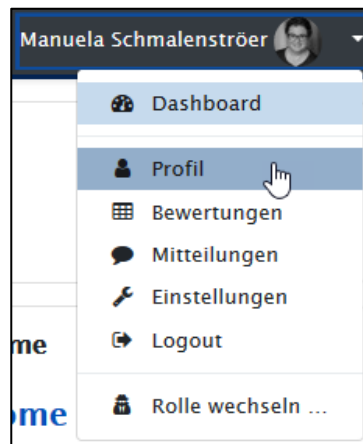 Manuela Schmalenströer
Dashboard
Profil
Bewertungen
Mitteilungen
Einstellungen
me
Logout
ome
Rolle wechseln ...